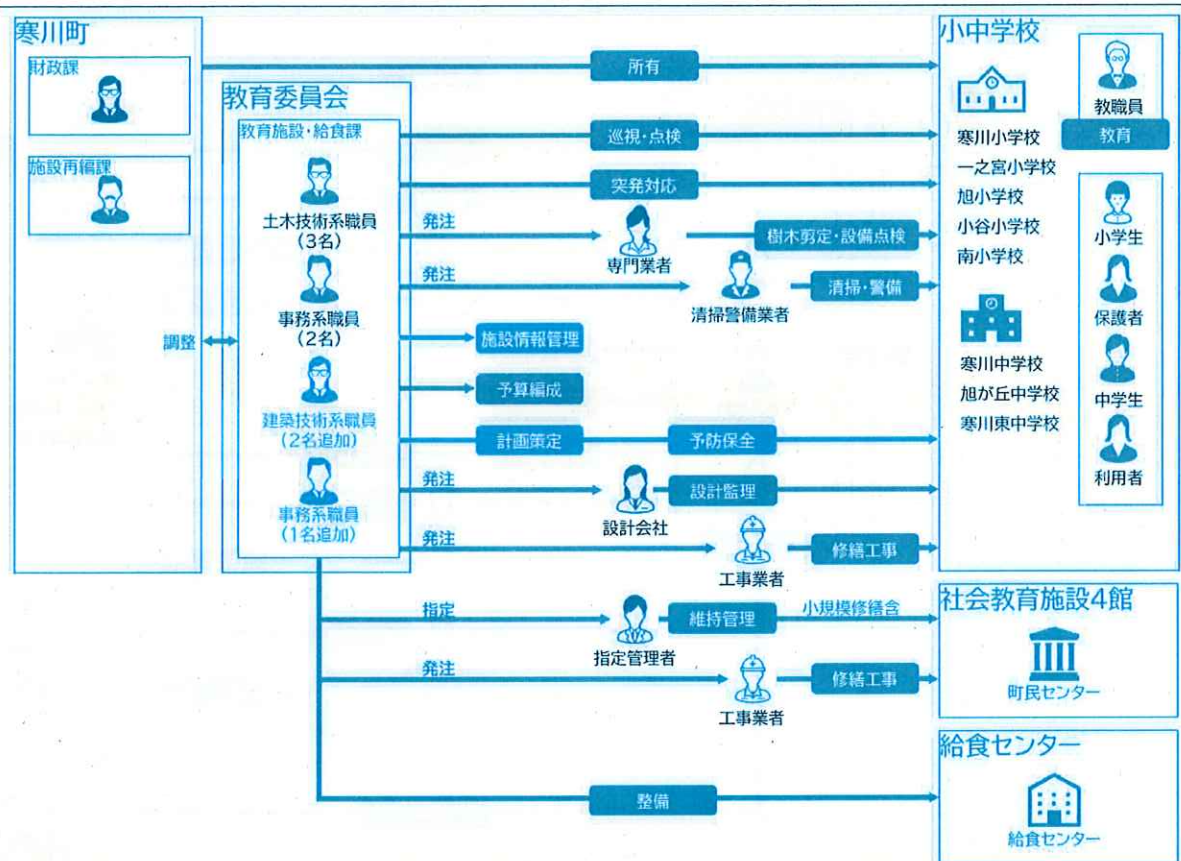 寒川町
財政課
施設再編課
教育委員会
教育施設・給食課
土木技術系職員
(3名)
事務系職員
(2名)
建築技術系職員
(2名追加)
事務系職員
(1名追加)
調整
所有
巡視・点検
突発対応
発注
専門業者
樹木剪定・設備点検
発注
清掃警備業者
清掃・警備
施設情報管理
予算編成
計画策定
予防保全
発注
設計会社
設計監理
発注
工事業者
修繕工事
指定
指定管理者
維持管理
小規模修繕含
発注
工事業者
修繕工事
整備
小中学校
寒川小学校
一之宮小学校
旭小学校
小谷小学校
南小学校
寒川中学校
旭が丘中学校
寒川東中学校
教職員
教育
小学生
保護者
中学生
利用者
社会教育施設4館
町民センター
給食センター
給食センター